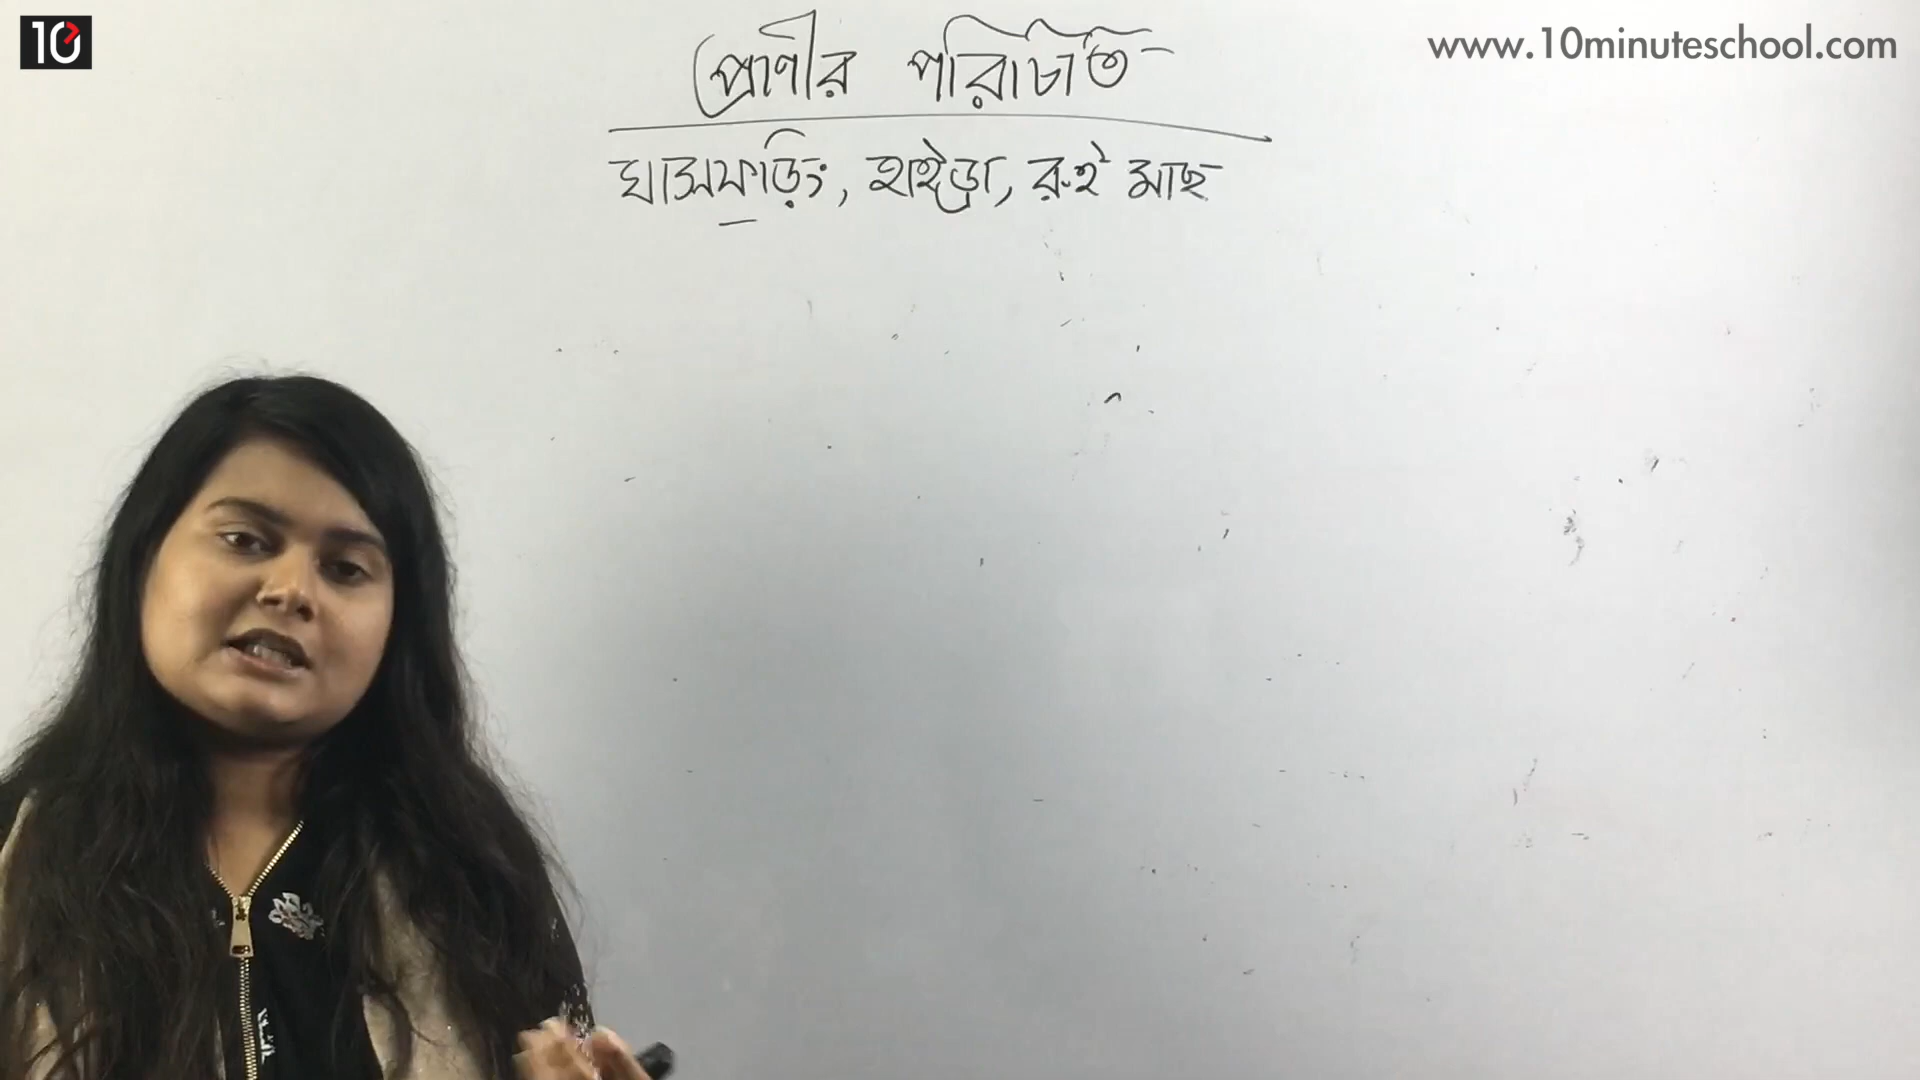 10
www.10minuteschool.com
প্রাণীর পরিচিতি
ঘাসফড়িং, হাইড্রা, রুই মাছ